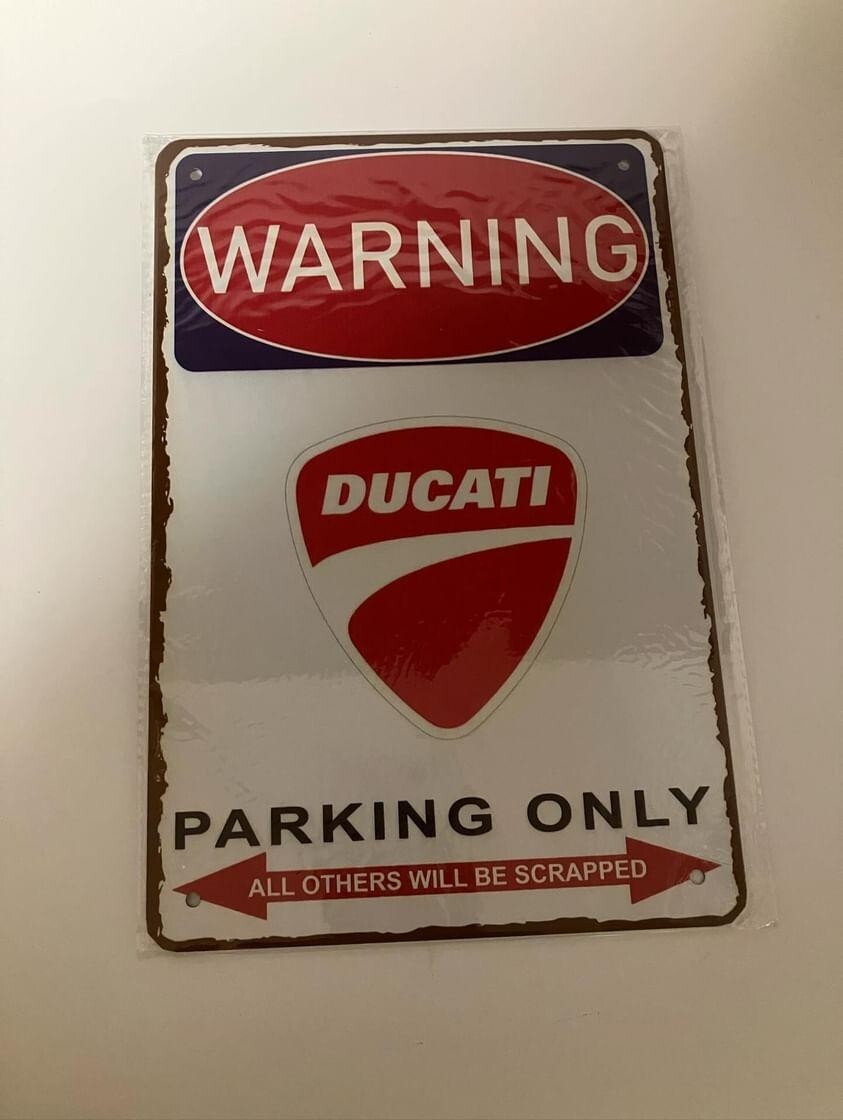 WARNING
DUCATI
PARKING ONLY
ALL OTHERS WILL BE SCRAPPED